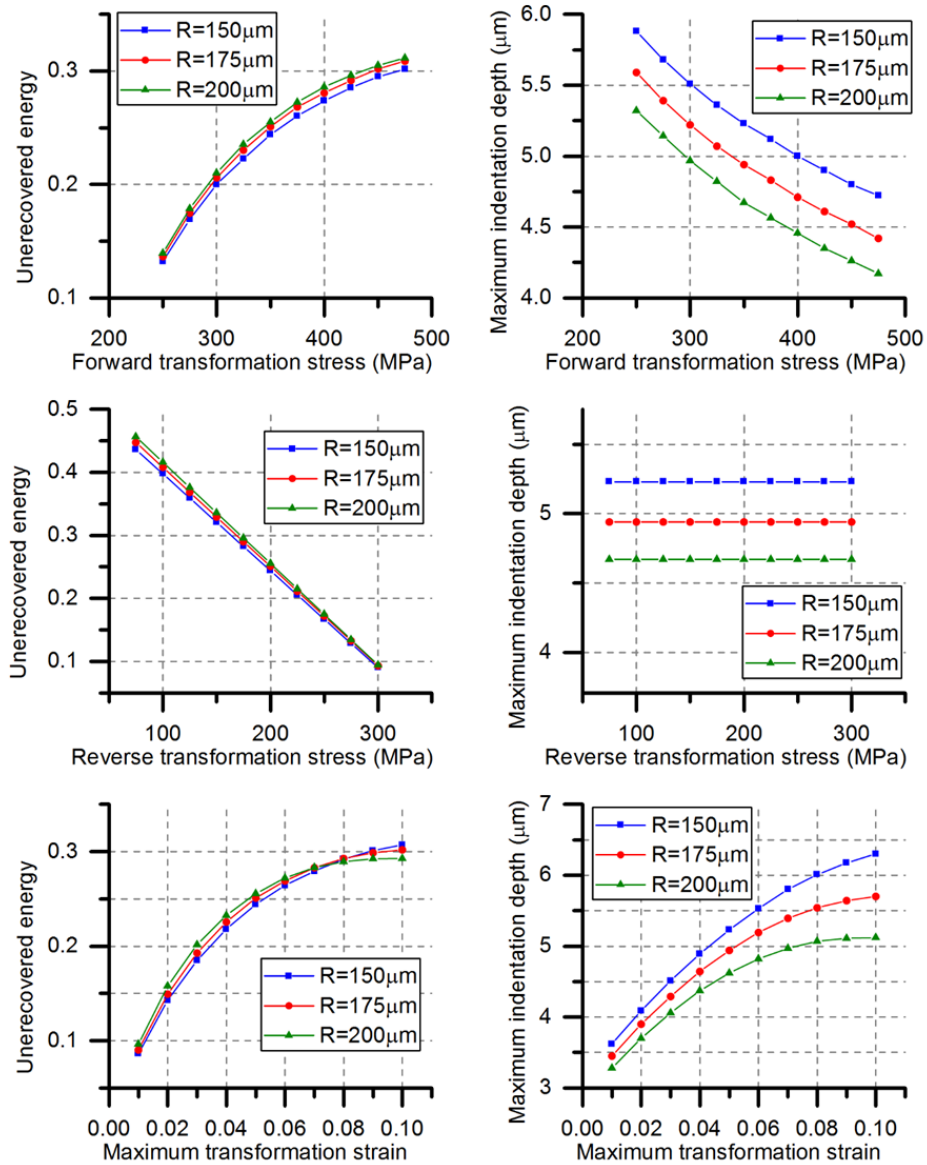 R=150μm
R=175μm
R=200μm
Unerecovered energy
0.3
0.2
0.1
200 300 400 500
Forward transformation stress (MPa)
R=150μm
R=175μm
R=200μm
Maximum indentation depth (μm)
6.0
5.5
5.0
4.5
4.0
200 300 400 500
Forward transformation stress (MPa)
R=150μm
R=175μm
R=200μm
Unerecovered energy
0.5
0.4
0.3
0.2
0.1
100 200 300
Reverse transformation stress (MPa)
R=150μm
R=175μm
R=200μm
Maximum indentation depth (μm)
5
4
100 200 300
Reverse transformation stress (MPa)
R=150μm
R=175μm
R=200μm
Unerecovered energy
0.3
0.2
0.1
0.00 0.02 0.04 0.06 0.08 0.10
Maximum transformation strain
R=150μm
R=175μm
R=200μm
Maximum indentation depth (μm)
7
6
5
4
3
0.00 0.02 0.04 0.06 0.08 0.10
Maximum transformation strain